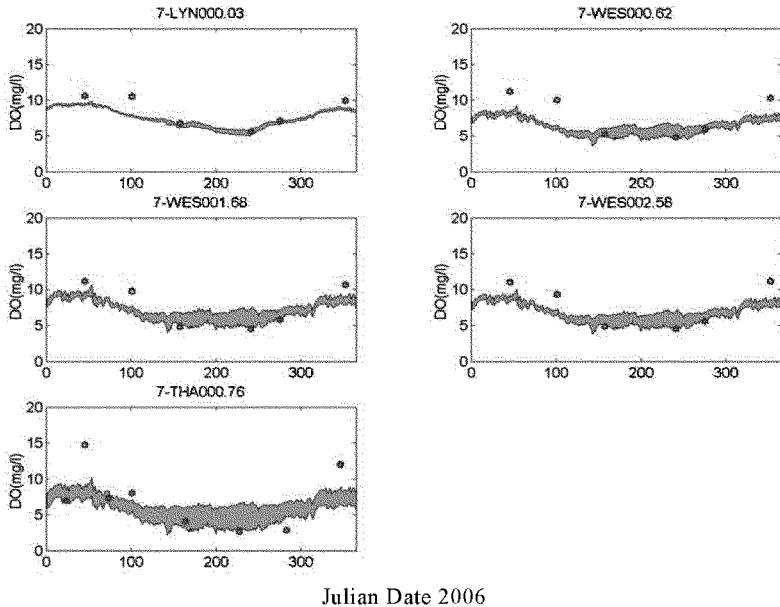 7-LYN000.03
20
15
10
5
0
DO(mg/l)
0 100 200 300
7-WES000.62
20
15
10
5
0
DO(mg/l)
0 100 200 300
7-WES001.68
20
15
10
5
0
DO(mg/l)
0 100 200 300
7-WES002.58
20
15
10
5
0
DO(mg/l)
0 100 200 300
7-THA000.76
20
15
10
5
0
DO(mg/l)
0 100 200 300
Julian Date 2006